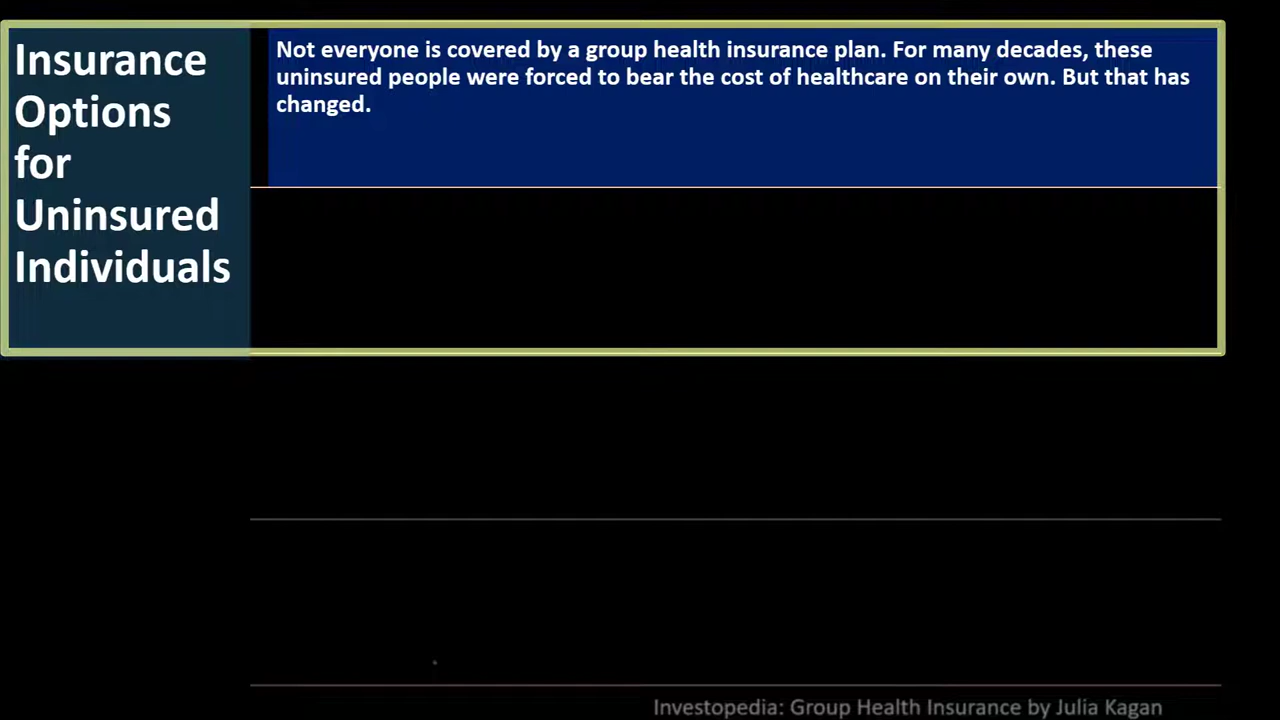 Insurance
Options
for
Uninsured
Individuals
Not everyone is covered by a group health insurance plan. For many decades, these
uninsured people were forced to bear the cost of healthcare on their own. But that has
changed.
Investopedia: Group Health Insurance by Julia Kagan